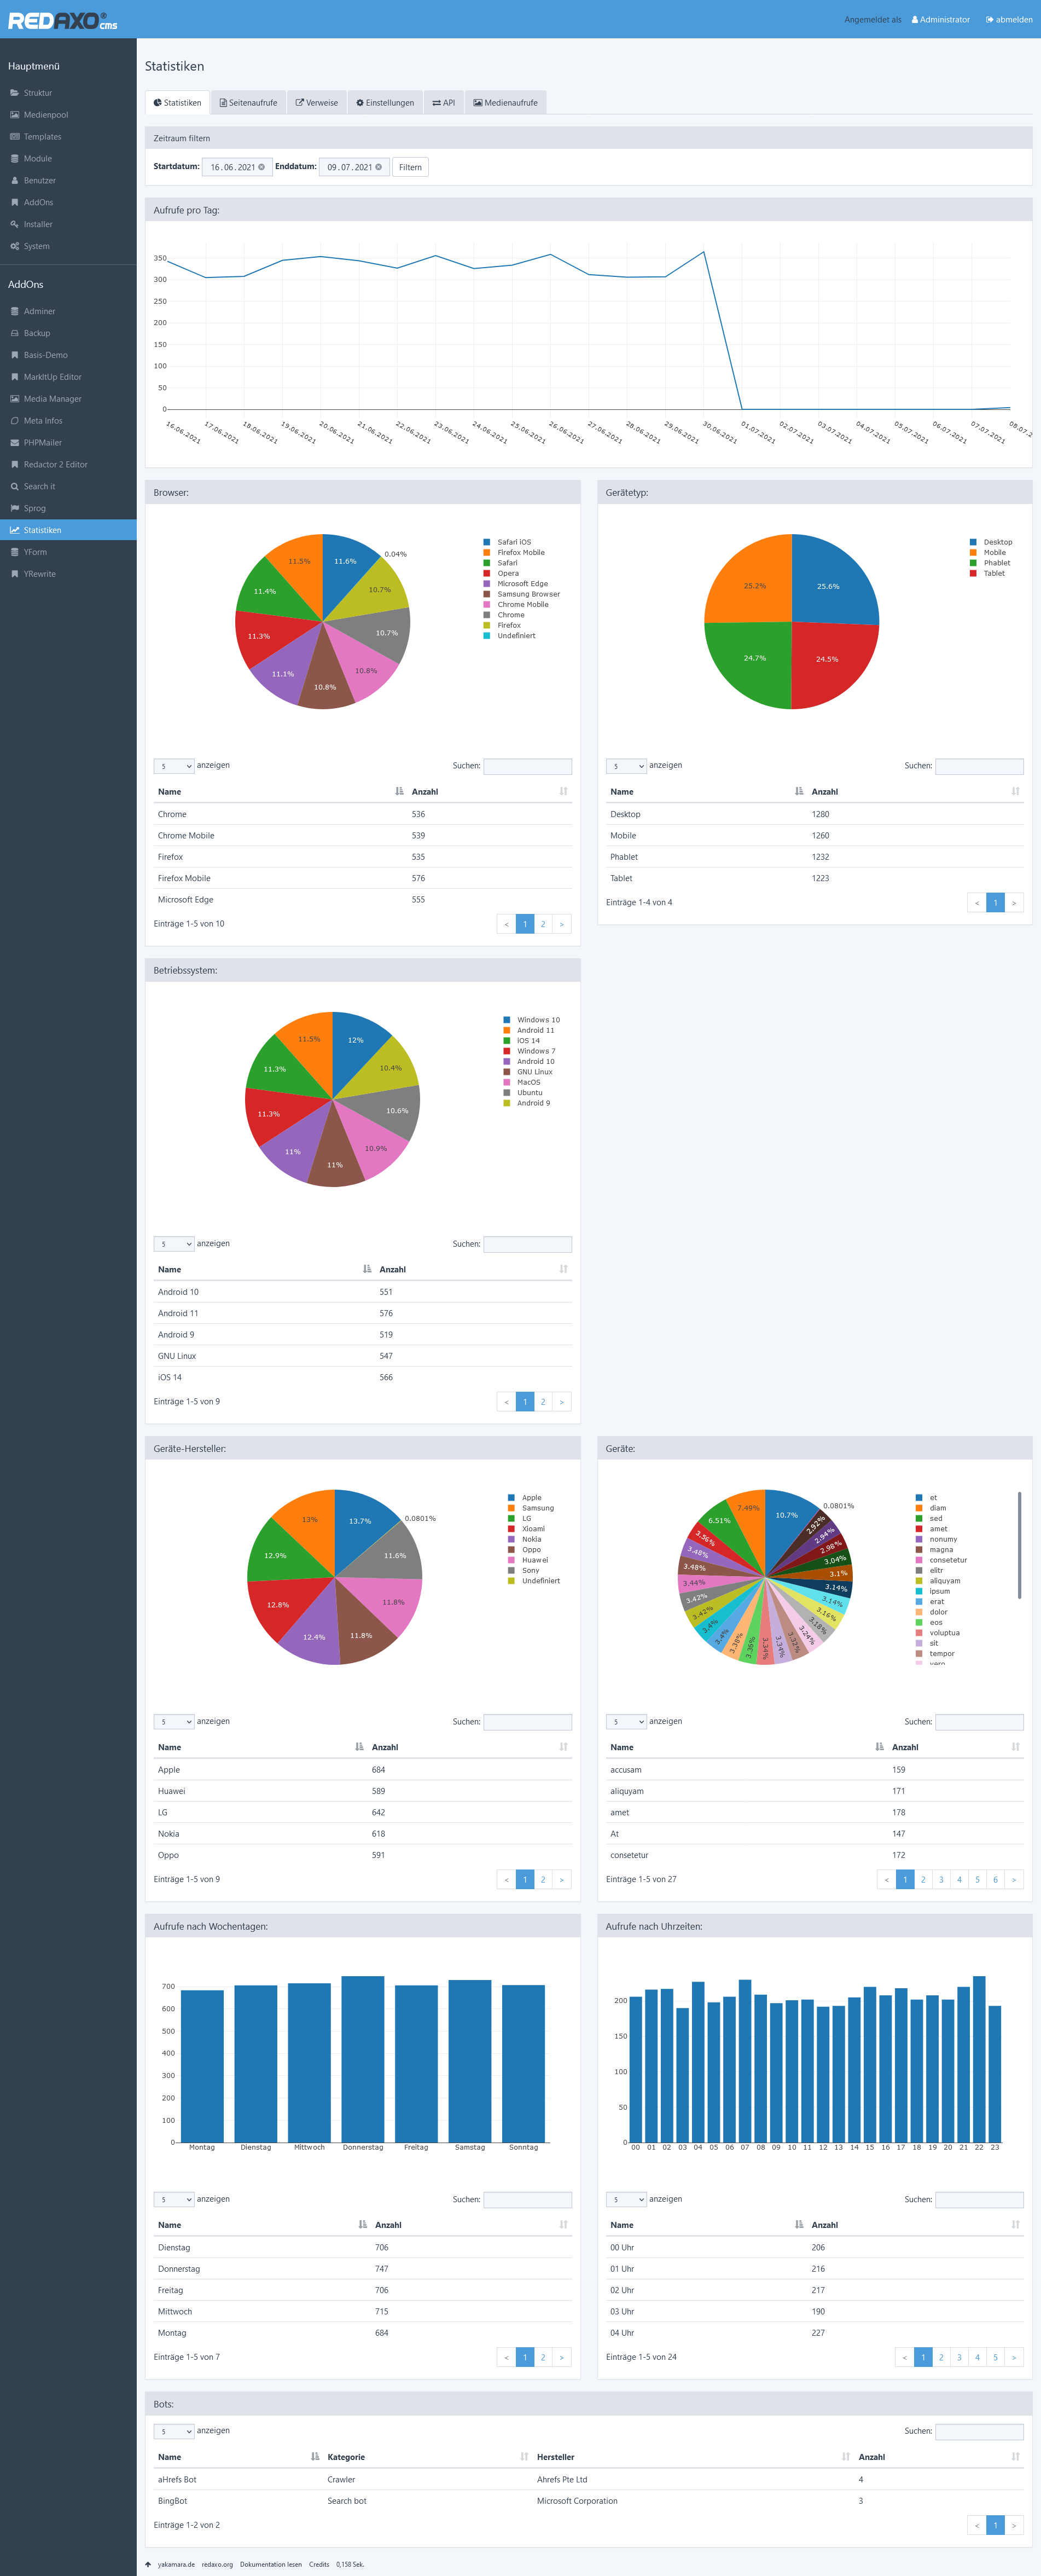 REDAXO® cms
Angemeldet als Administrator abmelden
Hauptmenü
Struktur
Medienpool
Templates
Module
Benutzer
AddOns
Installer
System
AddOns
Adminer
Backup
Basis-Demo
MarkItUp Editor
Media Manager
Meta Infos
PHPMailer
Redactor 2 Editor
Search it
Sprog
Statistiken
YForm
YRewrite
Statistiken
Statistiken Seitenaufrufe Verweise Einstellungen API Medienaufrufe
Zeitraum filtern
Startdatum: 16.06.2021 Enddatum: 09.07.2021 Filtern
Aufrufe pro Tag:
350
300
250
200
150
100
50
0
16.06.2021 17.06.2021 18.06.2021 19.06.2021 20.06.2021 21.06.2021 22.06.2021 23.06.2021 24.06.2021 25.06.2021 26.06.2021 27.06.2021 28.06.2021 29.06.2021 30.06.2021 01.07.2021 02.07.2021 03.07.2021 04.07.2021 05.07.2021 06.07.2021 07.07.2021 08.07.2
Browser:
11.6%
0.04%
10.7%
10.7%
10.8%
10.8%
11.1%
11.3%
11.4%
11.5%
Safari iOS
Firefox Mobile
Safari
Opera
Microsoft Edge
Samsung Browser
Chrome Mobile
Chrome
Firefox
Undefiniert
5 anzeigen Suchen:
Name Anzahl
Chrome 536
Chrome Mobile 539
Firefox 535
Firefox Mobile 576
Microsoft Edge 555
Einträge 1-5 von 10 < 1 2 >
Gerätetyp:
25.6%
24.5%
24.7%
25.2%
Desktop
Mobile
Phablet
Tablet
5 anzeigen Suchen:
Name Anzahl
Desktop 1280
Mobile 1260
Phablet 1232
Tablet 1223
Einträge 1-4 von 4 < 1 >
Betriebssystem:
12%
10.4%
10.6%
10.9%
11%
11%
11.3%
11.3%
11.5%
Windows 10
Android 11
iOS 14
Windows 7
Android 10
GNU Linux
MacOS
Ubuntu
Android 9
5 anzeigen Suchen:
Name Anzahl
Android 10 551
Android 11 576
Android 9 519
GNU Linux 547
iOS 14 566
Einträge 1-5 von 9 < 1 2 >
Geräte-Hersteller:
13.7%
0.0801%
11.6%
11.8%
11.8%
12.4%
12.8%
12.9%
13%
Apple
Samsung
LG
Xioami
Nokia
Oppo
Huawei
Sony
Undefiniert
5 anzeigen Suchen:
Name Anzahl
Apple 684
Huawei 589
LG 642
Nokia 618
Oppo 591
Einträge 1-5 von 9 < 1 2 >
Geräte:
10.7%
0.0801%
2.92%
2.94%
2.98%
3.04%
3.1%
3.14%
3.14%
3.16%
3.18%
3.24%
3.32%
3.34%
3.34%
3.36%
3.38%
3.4%
3.4%
3.42%
3.42%
3.44%
3.48%
3.48%
3.56%
6.51%
7.49%
et
diam
sed
amet
nonumy
magna
consetetur
elitr
aliquyam
ipsum
erat
dolor
eos
voluptua
sit
tempor
vero
5 anzeigen Suchen:
Name Anzahl
accusam 159
aliquyam 171
amet 178
At 147
consetetur 172
Einträge 1-5 von 27 < 1 2 3 4 5 6 >
Aufrufe nach Wochentagen:
700
600
500
400
300
200
100
0
Montag Dienstag Mittwoch Donnerstag Freitag Samstag Sonntag
5 anzeigen Suchen:
Name Anzahl
Dienstag 706
Donnerstag 747
Freitag 706
Mittwoch 715
Montag 684
Einträge 1-5 von 7 < 1 2 >
Aufrufe nach Uhrzeiten:
200
150
100
50
0
00 01 02 03 04 05 06 07 08 09 10 11 12 13 14 15 16 17 18 19 20 21 22 23
5 anzeigen Suchen:
Name Anzahl
00 Uhr 206
01 Uhr 216
02 Uhr 217
03 Uhr 190
04 Uhr 227
Einträge 1-5 von 24 < 1 2 3 4 5 >
Bots:
5 anzeigen Suchen:
Name Kategorie Hersteller Anzahl
aHrefs Bot Crawler Ahrefs Pte Ltd 4
BingBot Search bot Microsoft Corporation 3
Einträge 1-2 von 2 < 1 >
yakamara.de redaxo.org Dokumentation lesen Credits 0,158 Sek.